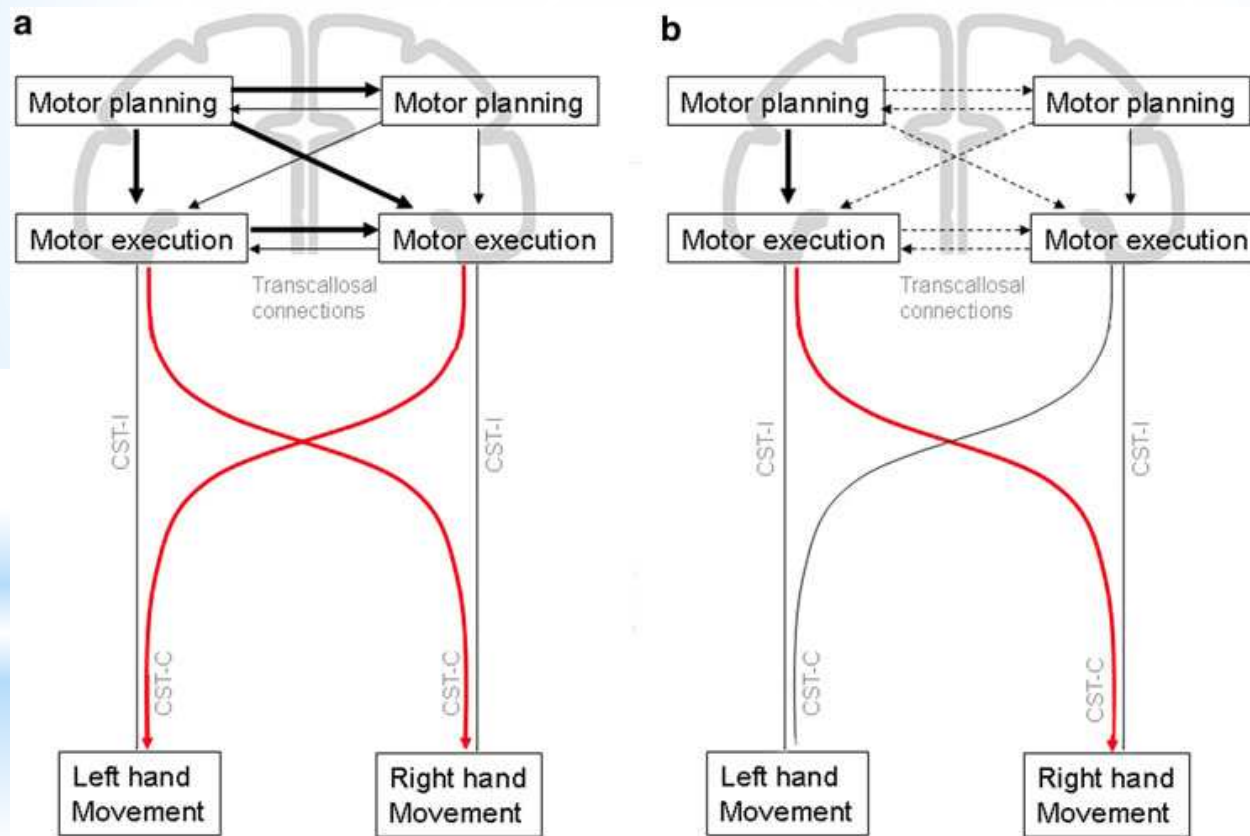 a
Motor planning
Motor planning
Motor execution
Motor execution
Transcallosal
connections
CST-I
CST-I
CST-C
CST-C
Left hand
Movement
Right hand
Movement
b
Motor planning
Motor planning
Motor execution
Motor execution
Transcallosal
connections
CST-I
CST-I
CST-C
CST-C
Left hand
Movement
Right hand
Movement